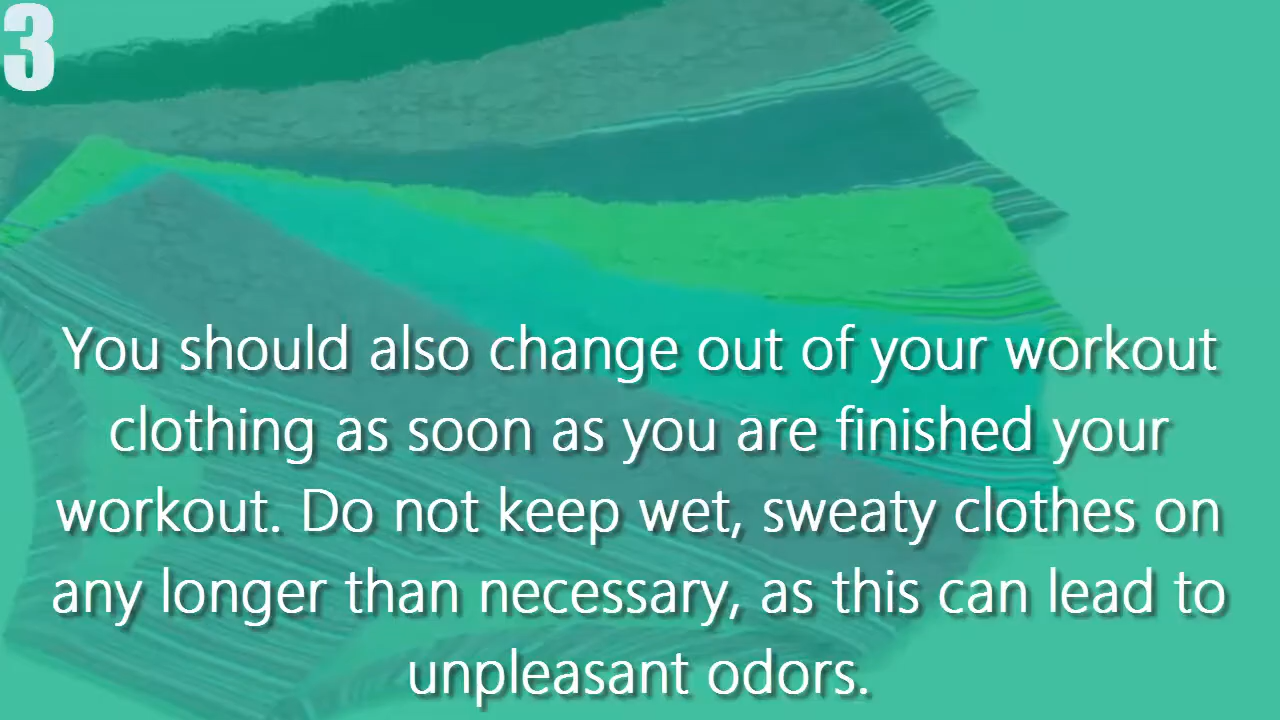 3
You should also change out of your workout
clothing as soon as you are finished your
workout. Do not keep wet, sweaty clothes on
any longer than necessary, as this can lead to
unpleasant odors.